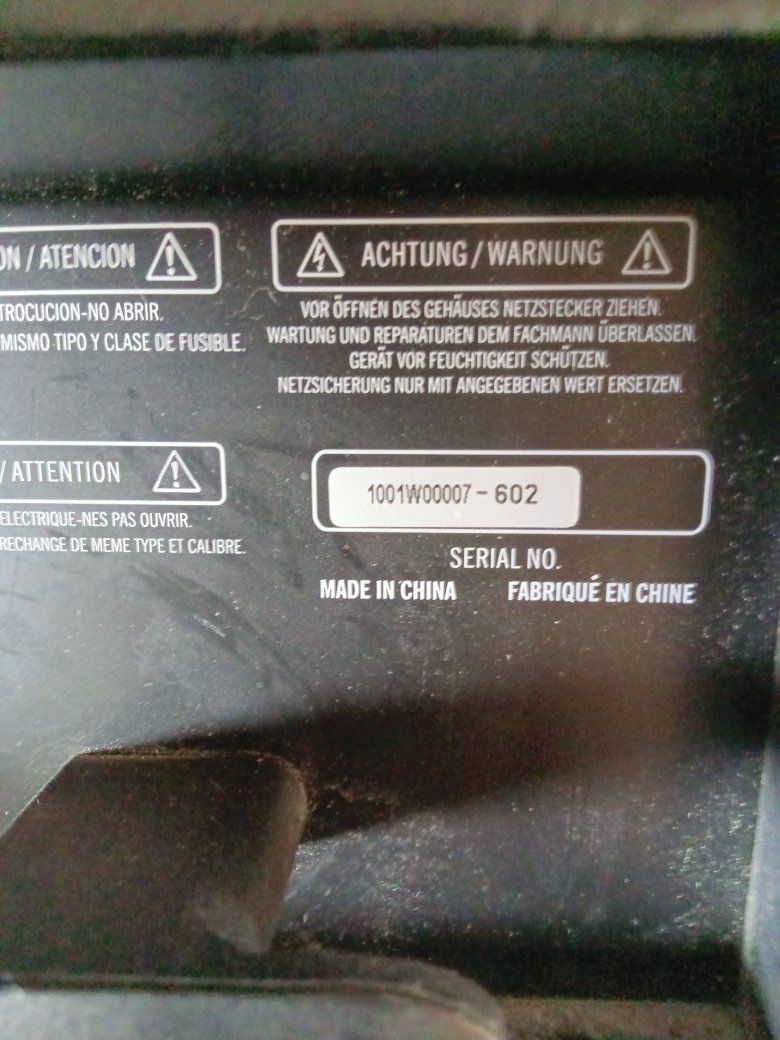 ON / ATENCION
TROCUCION-NO ABRIR.
MISMO TIPO Y CLASE DE FUSIBLE.
ACHTUNG / WARNUNG
VOR ÖFFNEN DES GEHÄUSES NETZSTECKER ZIEHEN.
WARTUNG UND REPARATUREN DEM FACHMANN ÜBERLASSEN.
GERÄT VOR FEUCHTIGKEIT SCHÜTZEN.
NETZSICHERUNG NUR MIT ANGEGEBENEN WERT ERSETZEN.
/ ATTENTION
ELECTRIQUE-NES PAS OUVRIR.
RECHANGE DE MEME TYPE ET CALIBRE.
1001W00007-602
SERIAL NO.
MADE IN CHINA FABRIQUÉ EN CHINE